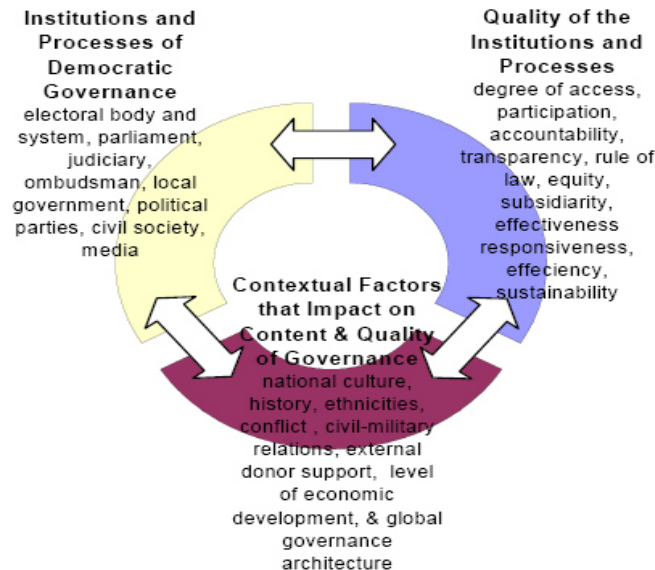 Institutions and
Processes of
Democratic
Governance
electoral body and
system, parliament,
judiciary,
ombudsman, local
government, political
parties, civil society,
media
Quality of the
Institutions and
Processes
degree of access,
participation,
accountability,
transparency, rule of
law, equity,
subsidiarity,
effectiveness
responsiveness,
effeciency,
sustainability
Contextual Factors
that Impact on
Content & Quality
of Governance
national culture,
history, ethnicities,
conflict , civil-military
relations, external
donor support, level
of economic
development, & global
governance
architecture